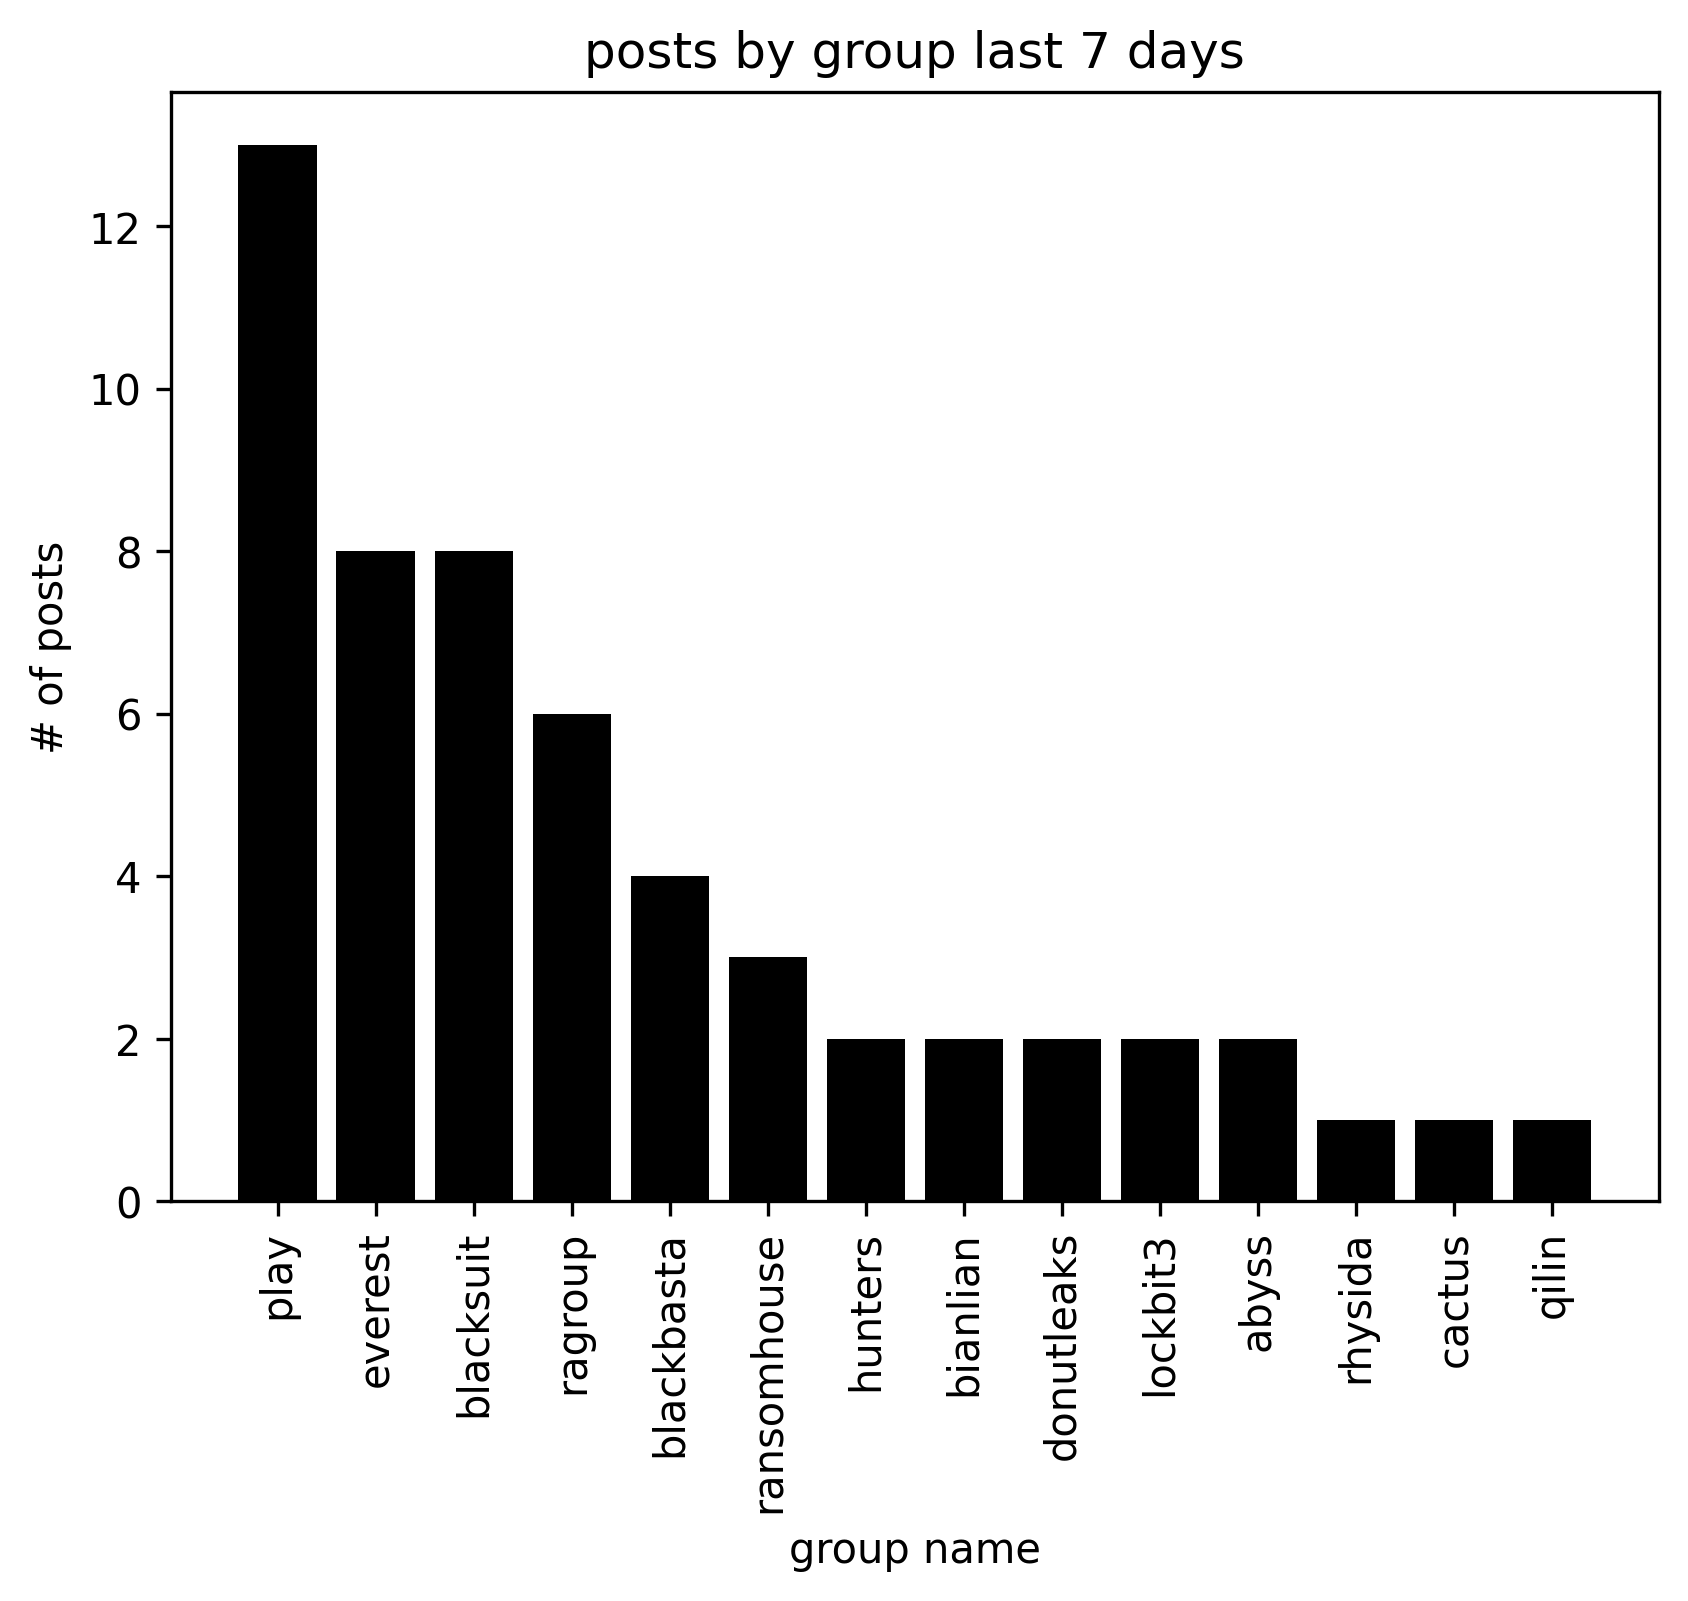 posts by group last 7 days
# of posts
12
10
8
6
4
2
0
play
everest
blacksuit
ragroup
blackbasta
ransomhouse
hunters
bianlian
donutleaks
lockbit3
abyss
rhysida
cactus
qilin
group name